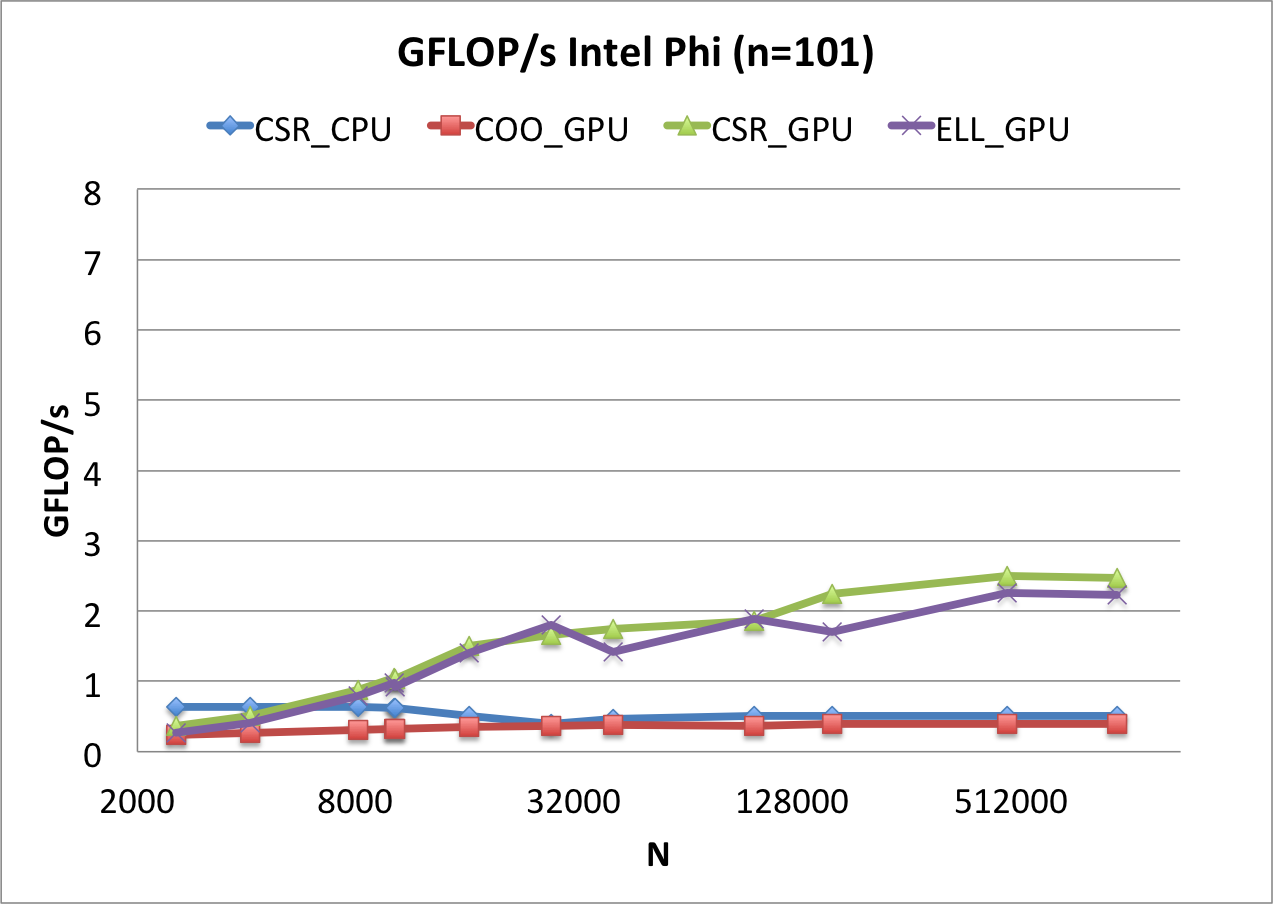 GFLOP/s Intel Phi (n=101)
CSR_CPU COO_GPU CSR_GPU ELL_GPU
8
7
6
5
4
3
2
1
0
GFLOP/s
2000 8000 32000 128000 512000
N